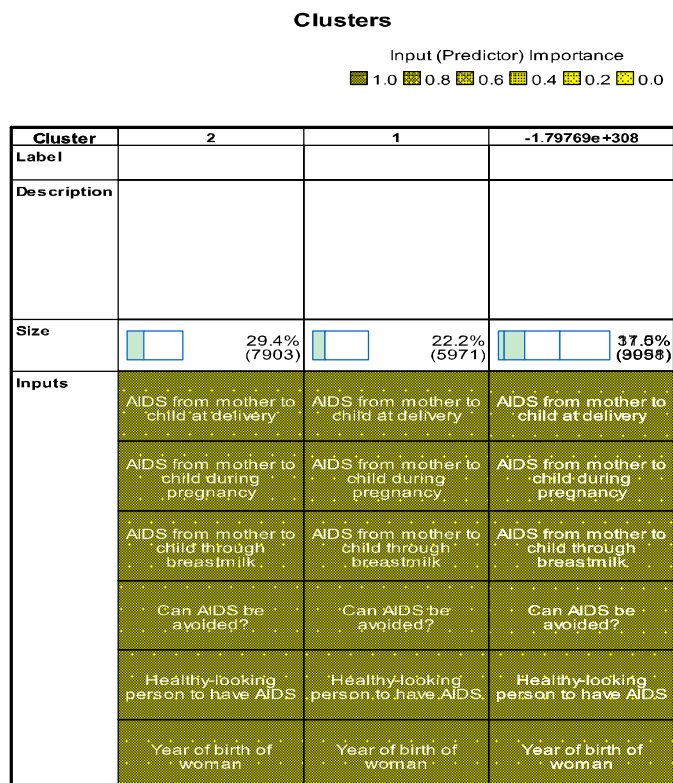 Clusters
Input (Predictor) Importance
1.0 0.8 0.6 0.4 0.2 0.0
Cluster 2 1 -1.79769e+308
Label
Description
Size
29.4%
(7903)
22.2%
(5971)
Inputs
AIDS from mother to
child at delivery
AIDS from mother to
child at delivery
AIDS from mother to
child at delivery
AIDS from mother to
child during
pregnancy
AIDS from mother to
child during
pregnancy
AIDS from mother to
child during
pregnancy
AIDS from mother to
child through
breastmilk
AIDS from mother to
child through
breastmilk
AIDS from mother to
child through
breastmilk
Can AIDS be
avoided?
Can AIDS be
avoided?
Can AIDS be
avoided?
Healthy-looking
person to have AIDS
Healthy-looking
person to have AIDS
Healthy-looking
person to have AIDS
Year of birth of
woman
Year of birth of
woman
Year of birth of
woman